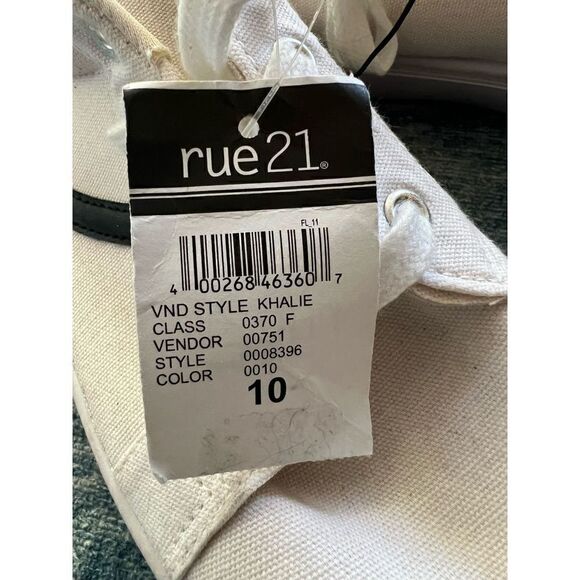 rue21®
FL_11
4 00268 46360 7
VND STYLE KHALIE
CLASS 0370 F
VENDOR 00751
STYLE 0008396
COLOR 0010
10